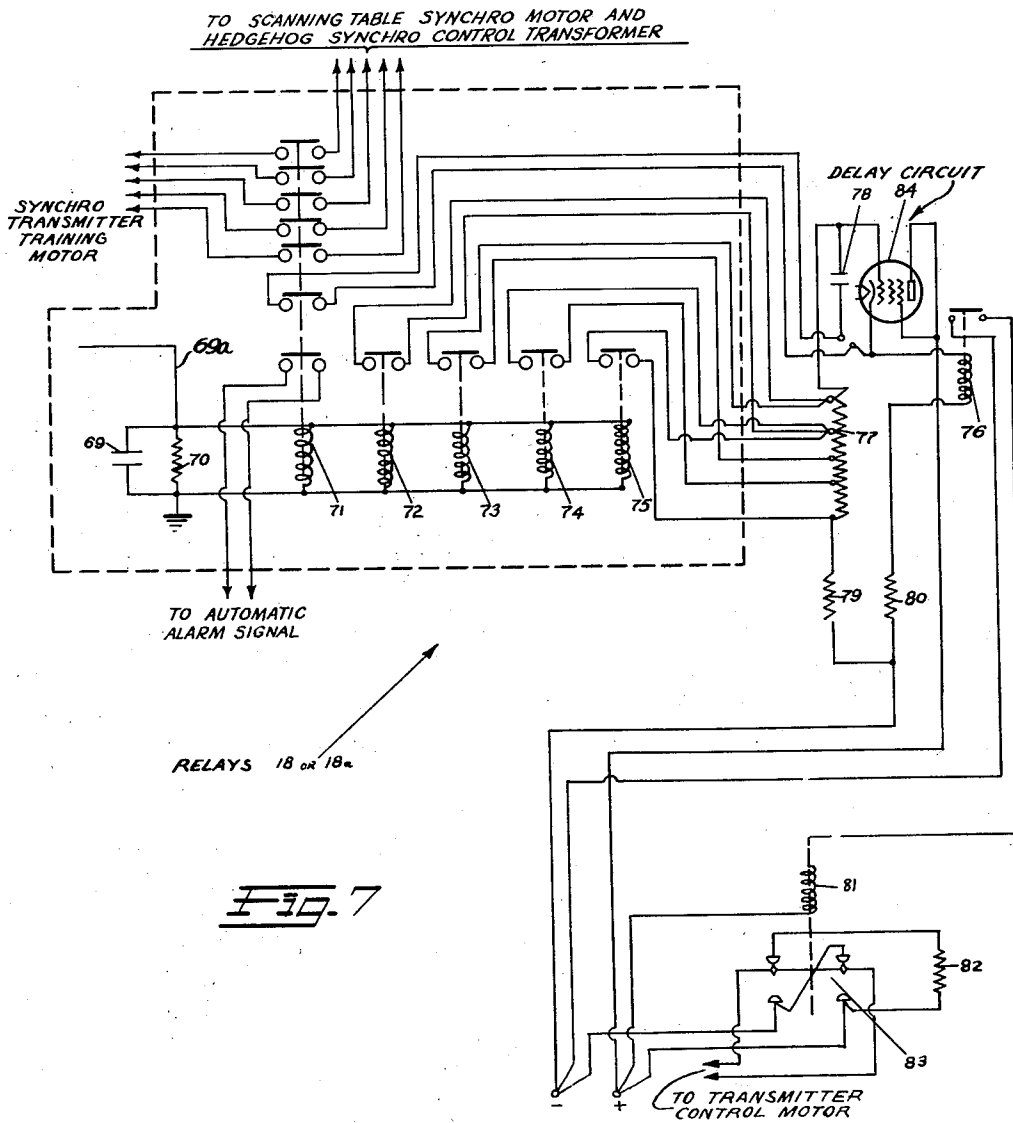 TO SCANNING TABLE SYNCHRO MOTOR AND
HEDGEHOG SYNCHRO CONTROL TRANSFORMER
SYNCHRO
TRANSMITTER
TRAINING
MOTOR
DELAY CIRCUIT
78
84
69a
69
70
71
72
73
74
75
77
76
79
80
TO AUTOMATIC
ALARM SIGNAL
RELAYS 18 OR 18a
Fig. 7
81
82
83
- +
TO TRANSMITTER
CONTROL MOTOR